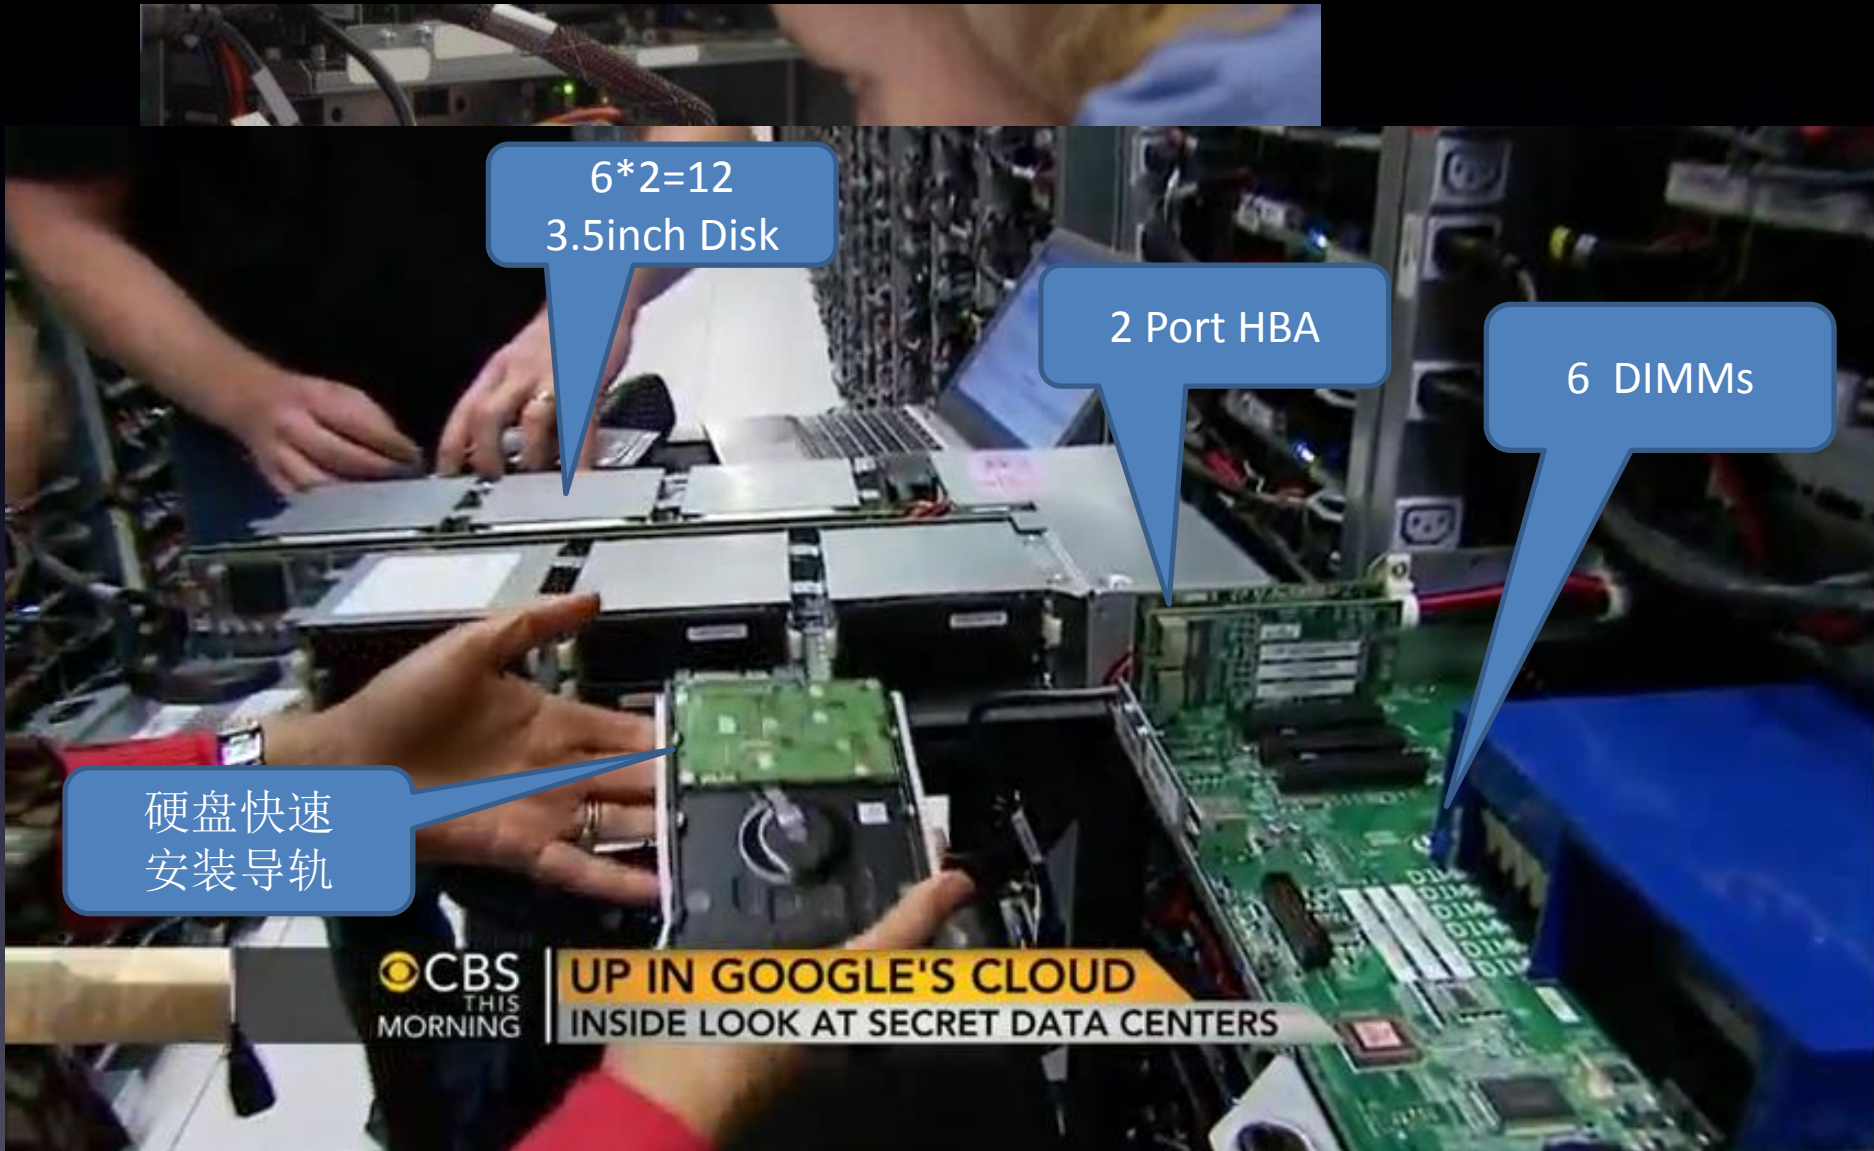 6*2=12
3.5inch Disk
2 Port HBA
6 DIMMs
硬盘快速
安装导轨
CBS
THIS
MORNING
UP IN GOOGLE'S CLOUD
INSIDE LOOK AT SECRET DATA CENTERS